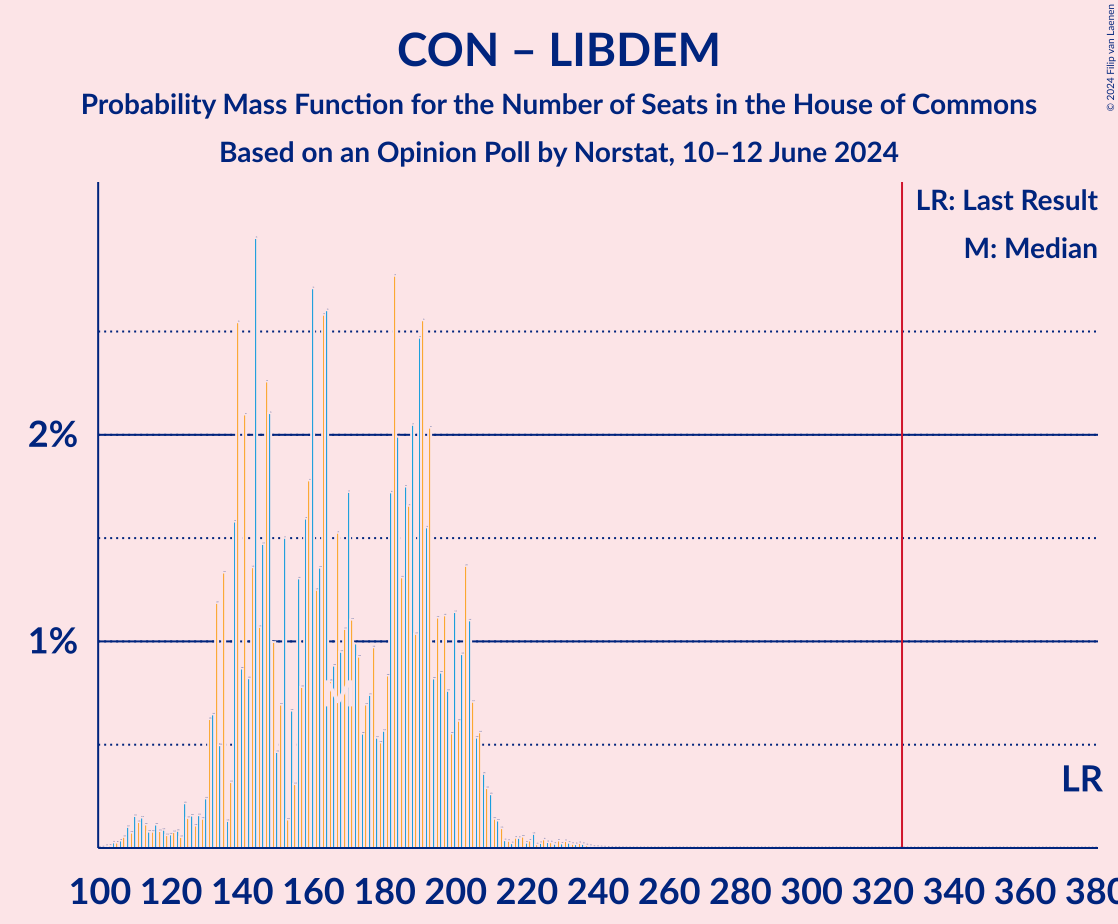 CON – LIBDEM
Probability Mass Function for the Number of Seats in the House of Commons
Based on an Opinion Poll by Norstat, 10–12 June 2024
© 2024 Filip van Laenen
LR: Last Result
M: Median
2%
1%
M
LR
100 120 140 160 180 200 220 240 260 280 300 320 340 360 380